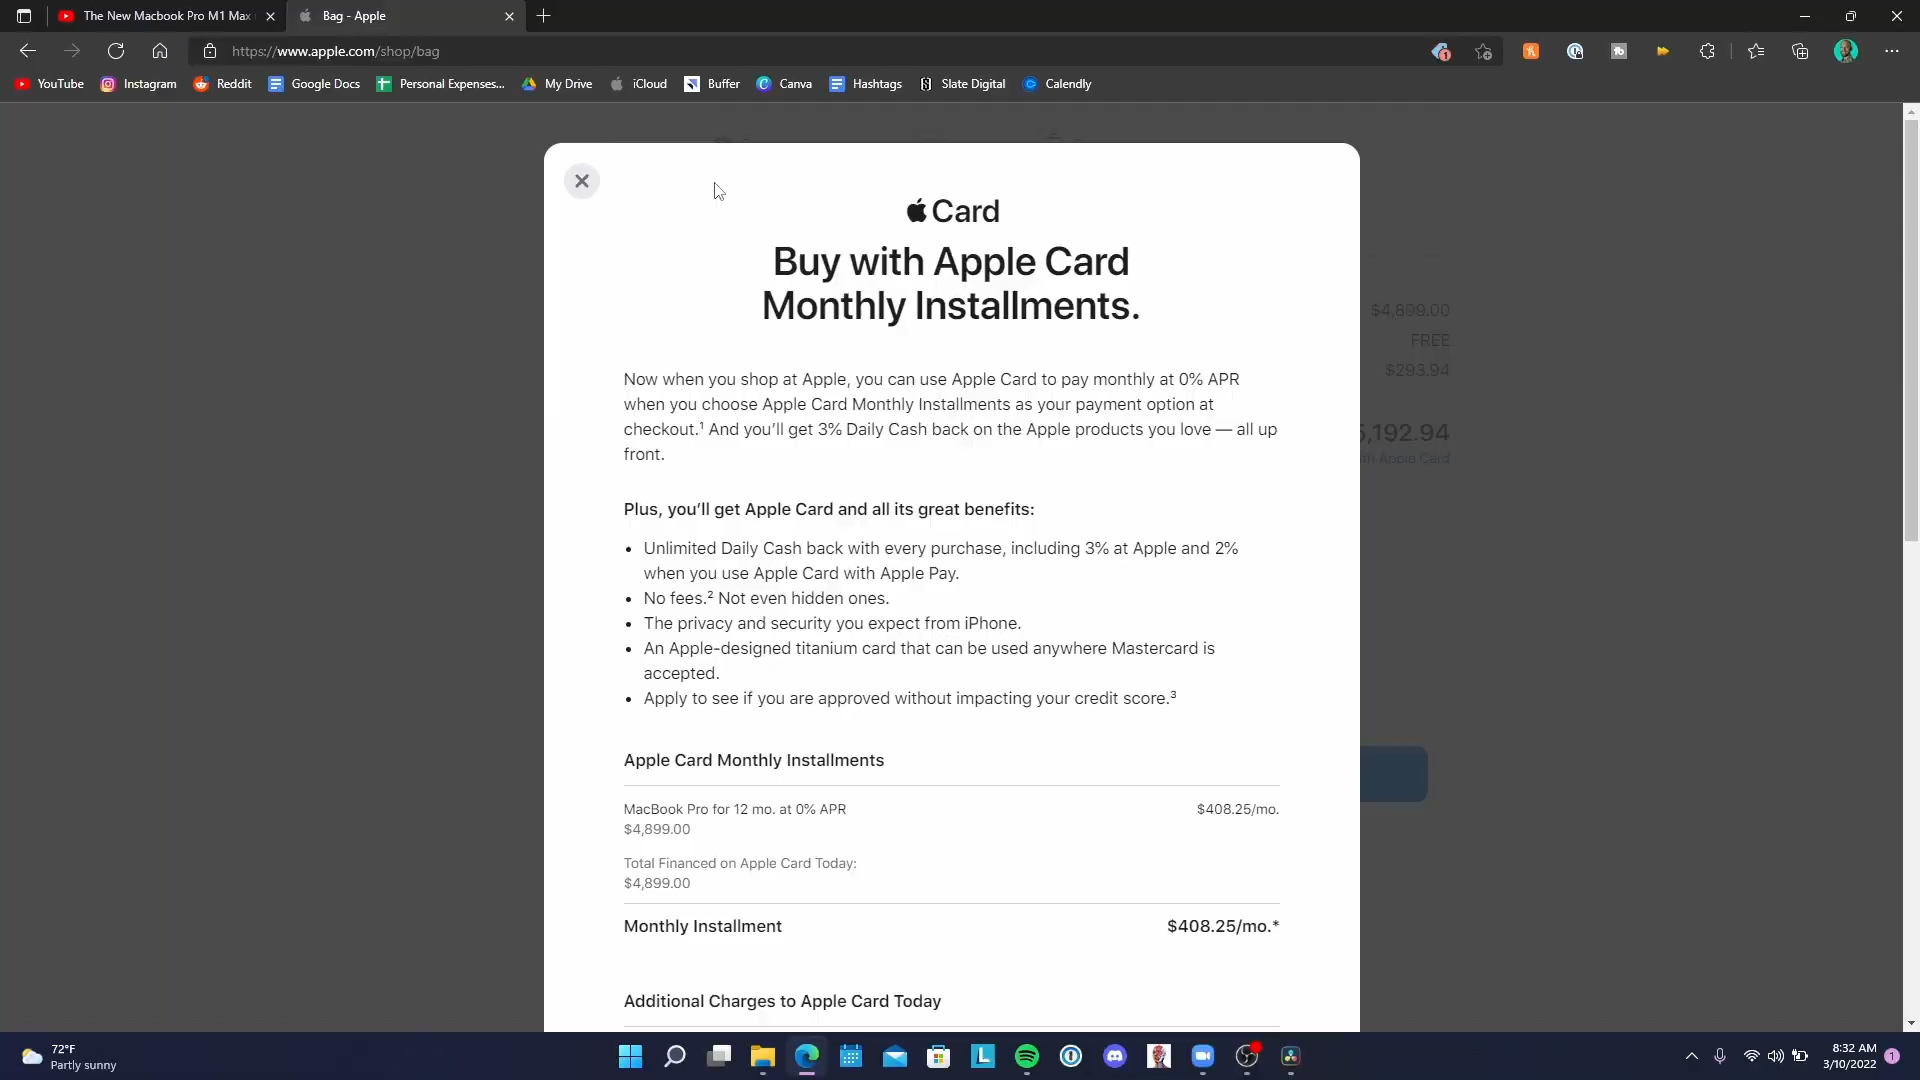 The New Macbook Pro M1 Max
Bag - Apple
https://www.apple.com/shop/bag
1
YouTube
Instagram
Reddit
Google Docs
Personal Expenses...
My Drive
iCloud
Buffer
Canva
Hashtags
Slate Digital
Calendly
Card
Buy with Apple Card
Monthly Installments.
$4,899.00
FREE
$293.94
5,192.94
with Apple Card
Now when you shop at Apple, you can use Apple Card to pay monthly at 0% APR
when you choose Apple Card Monthly Installments as your payment option at
checkout.¹ And you’ll get 3% Daily Cash back on the Apple products you love — all up
front.
Plus, you’ll get Apple Card and all its great benefits:
• Unlimited Daily Cash back with every purchase, including 3% at Apple and 2%
when you use Apple Card with Apple Pay.
• No fees.² Not even hidden ones.
• The privacy and security you expect from iPhone.
• An Apple-designed titanium card that can be used anywhere Mastercard is
accepted.
• Apply to see if you are approved without impacting your credit score.³
Apple Card Monthly Installments
MacBook Pro for 12 mo. at 0% APR $408.25/mo.
$4,899.00
Total Financed on Apple Card Today:
$4,899.00
Monthly Installment $408.25/mo.*
Additional Charges to Apple Card Today
72°F
Partly sunny
8:32 AM
3/10/2022
1